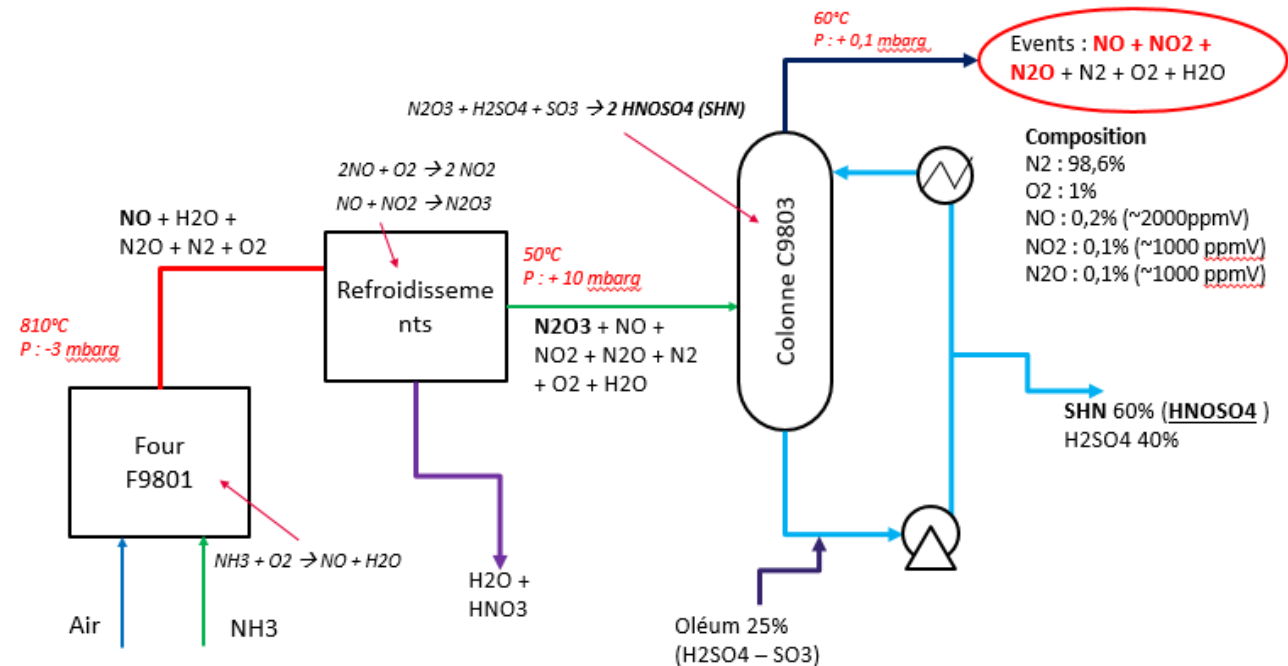 60°C
P : + 0,1 mbarg
Events : NO + NO2 +
N2O + N2 + O2 + H2O
N2O3 + H2SO4 + SO3 → 2 HNOSO4 (SHN)
Composition
N2 : 98,6%
O2 : 1%
NO : 0,2% (~2000ppmV)
NO2 : 0,1% (~1000 ppmV)
N2O : 0,1% (~1000 ppmV)
2NO + O2 → 2 NO2
NO + NO2 → N2O3
NO + H2O +
N2O + N2 + O2
810°C
P : -3 mbarg
Refroidisseme
nts
50°C
P : + 10 mbarg
N2O3 + NO +
NO2 + N2O + N2
+ O2 + H2O
Colonne C9803
SHN 60% (HNOSO4 )
H2SO4 40%
Four
F9801
NH3 + O2 → NO + H2O
H2O +
HNO3
Air
NH3
Oléum 25%
(H2SO4 – SO3)